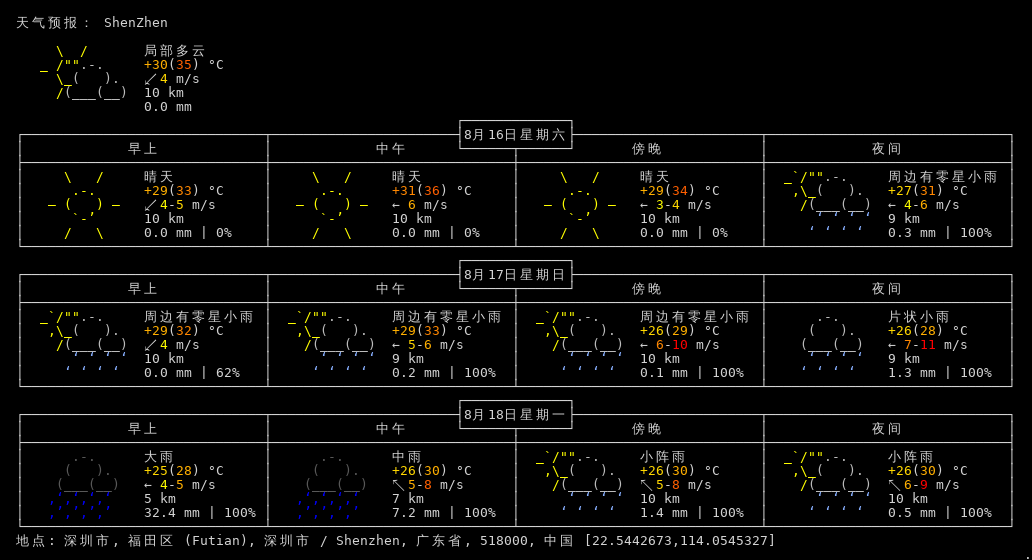 天气预报： ShenZhen
局部多云
+30(35) °C
↙4 m/s
10 km
0.0 mm
8月16日星期六
早上 中午 傍晚 夜间
晴天 晴天 晴天 周边有零星小雨
+29(33) °C +31(36) °C +29(34) °C +27(31) °C
↙4-5 m/s ← 6 m/s ← 3-4 m/s ← 4-6 m/s
10 km 10 km 10 km 9 km
0.0 mm | 0% 0.0 mm | 0% 0.0 mm | 0% 0.3 mm | 100%
8月17日星期日
早上 中午 傍晚 夜间
周边有零星小雨 周边有零星小雨 周边有零星小雨 片状小雨
+29(32) °C +29(33) °C +26(29) °C +26(28) °C
↙4 m/s ← 5-6 m/s ← 6-10 m/s ← 7-11 m/s
10 km 9 km 10 km 9 km
0.0 mm | 62% 0.2 mm | 100% 0.1 mm | 100% 1.3 mm | 100%
8月18日星期一
早上 中午 傍晚 夜间
大雨 中雨 小阵雨 小阵雨
+25(28) °C +26(30) °C +26(30) °C +26(30) °C
← 4-5 m/s ↖5-8 m/s ↖5-8 m/s ↖6-9 m/s
5 km 7 km 10 km 10 km
32.4 mm | 100% 7.2 mm | 100% 1.4 mm | 100% 0.5 mm | 100%
地点: 深圳市, 福田区 (Futian), 深圳市 / Shenzhen, 广东省, 518000, 中国 [22.5442673,114.0545327]